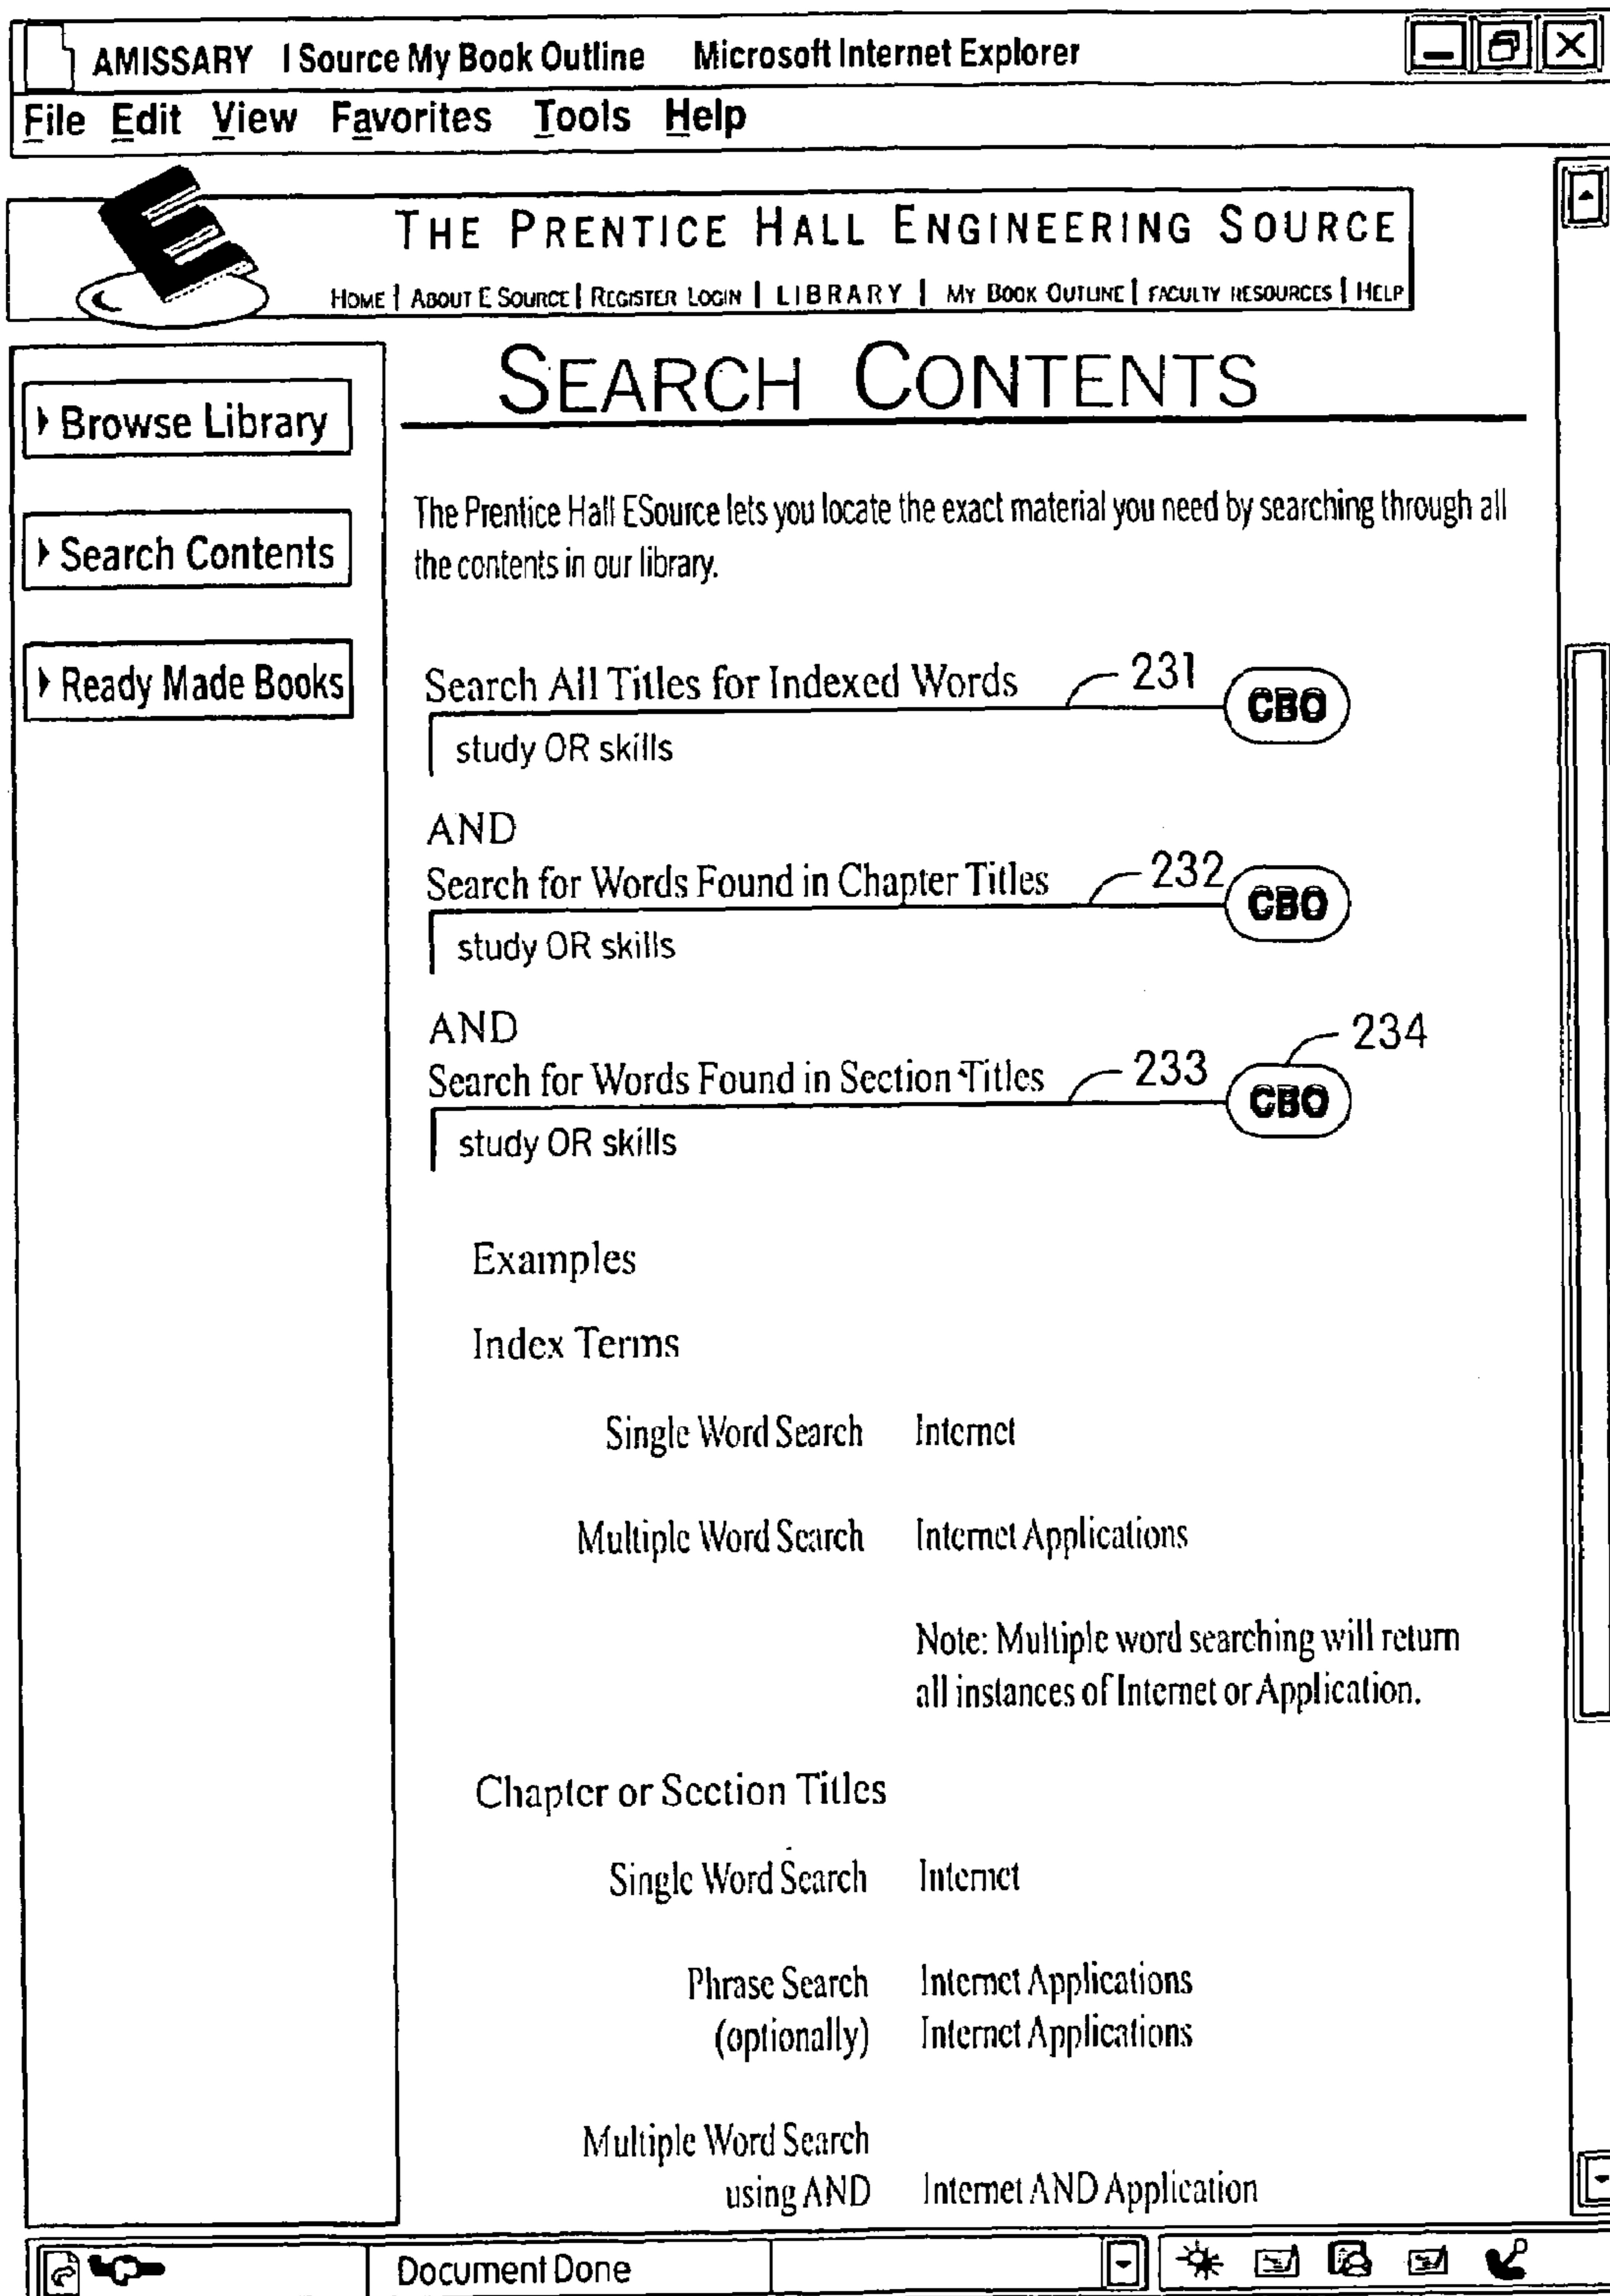 AMISSARY I Source My Book Outline Microsoft Internet Explorer
File Edit View Favorites Tools Help
THE PRENTICE HALL ENGINEERING SOURCE
HOME | ABOUT E SOURCE | REGISTER LOGIN | LIBRARY | MY BOOK OUTLINE | FACULTY RESOURCES | HELP
SEARCH CONTENTS
Browse Library
Search Contents
Ready Made Books
The Prentice Hall ESource lets you locate the exact material you need by searching through all
the contents in our library.
Search All Titles for Indexed Words 231 CBO
study OR skills
AND
Search for Words Found in Chapter Titles 232 CBO
study OR skills
AND
234
Search for Words Found in Section Titles 233 CBO
study OR skills
Examples
Index Terms
Single Word Search Internet
Multiple Word Search Internet Applications
Note: Multiple word searching will return
all instances of Internet or Application.
Chapter or Section Titles
Single Word Search Internet
Phrase Search Internet Applications
(optionally) Internet Applications
Multiple Word Search
using AND Internet AND Application
Document Done